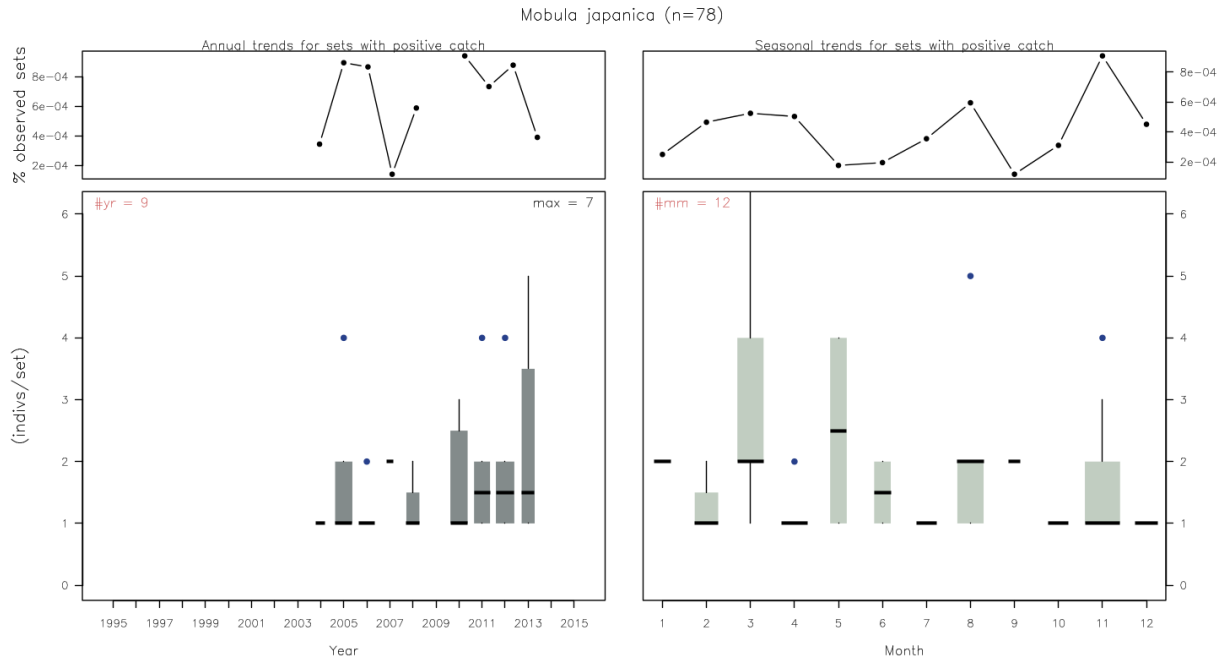 Mobula japanica (n=78)
Annual trends for sets with positive catch
Seasonal trends for sets with positive catch
% observed sets
8e-04
6e-04
4e-04
2e-04
8e-04
6e-04
4e-04
2e-04
#yr = 9
max = 7
#mm = 12
(indivs/set)
6
5
4
3
2
1
0
6
5
4
3
2
1
0
1995 1997 1999 2001 2003 2005 2007 2009 2011 2013 2015
1 2 3 4 5 6 7 8 9 10 11 12
Year
Month